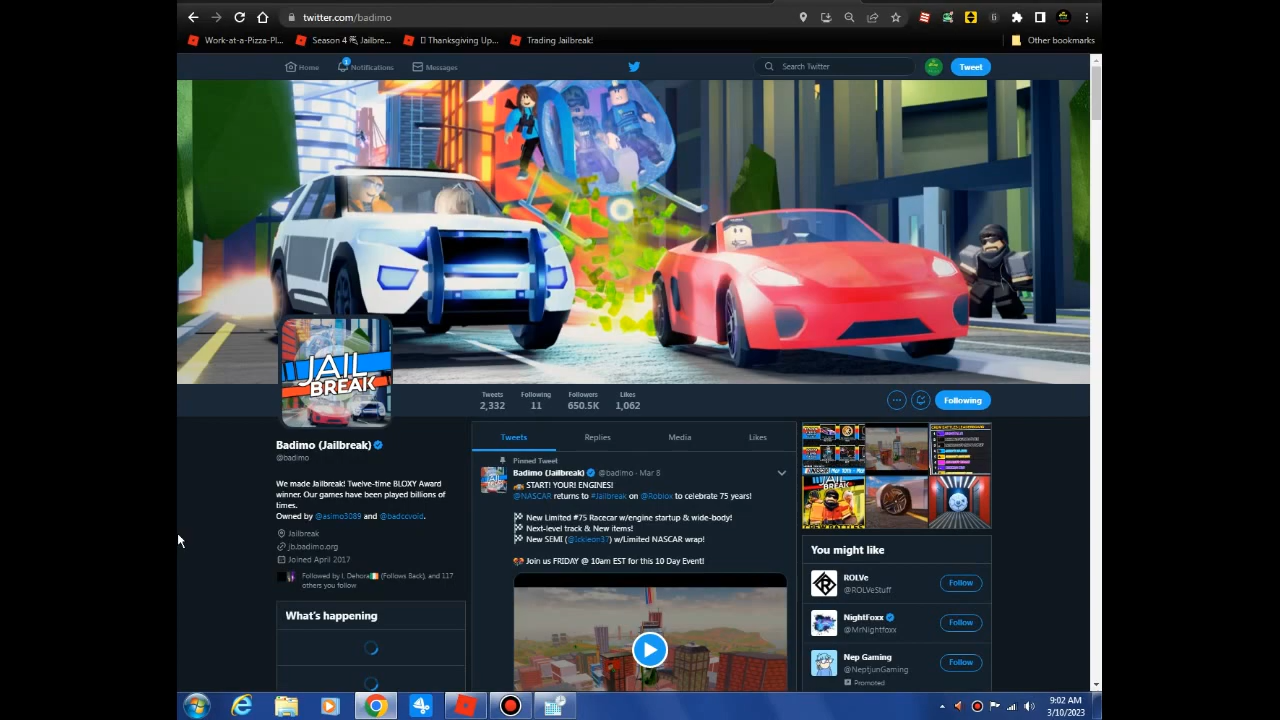 twitter.com/badimo
Work-at-a-Pizza-Pl...
Season 4 Jailbre...
Thanksgiving Up...
Trading Jailbreak!
Other bookmarks
Home
1
Notifications
Messages
Search Twitter
Tweet
JAIL
BREAK
Tweets
2,332
Following
11
Followers
650.5K
Likes
1,062
Following
Badimo (Jailbreak)
@badimo
We made Jailbreak! Twelve-time BLOXY Award
winner. Our games have been played billions of
times.
Owned by @asimo3089 and @badccvoid.
Jailbreak
jb.badimo.org
Joined April 2017
Followed by I, Dehora (Follows Back), and 117
others you follow
What's happening
Tweets
Replies
Media
Likes
Pinned Tweet
Badimo (Jailbreak) @badimo · Mar 8
START! YOUR! ENGINES!
@NASCAR returns to #Jailbreak on @Roblox to celebrate 75 years!
New Limited #75 Racecar w/engine startup & wide-body!
Next-level track & New items!
New SEMI (@Ickleon37) w/Limited NASCAR wrap!
Join us FRIDAY @ 10am EST for this 10 Day Event!
You might like
ROLVe
@ROLVeStuff
Follow
NightFoxx
@MrNightfoxx
Follow
Nep Gaming
@NeptjunGaming
Promoted
Follow
9:02 AM
3/10/2023